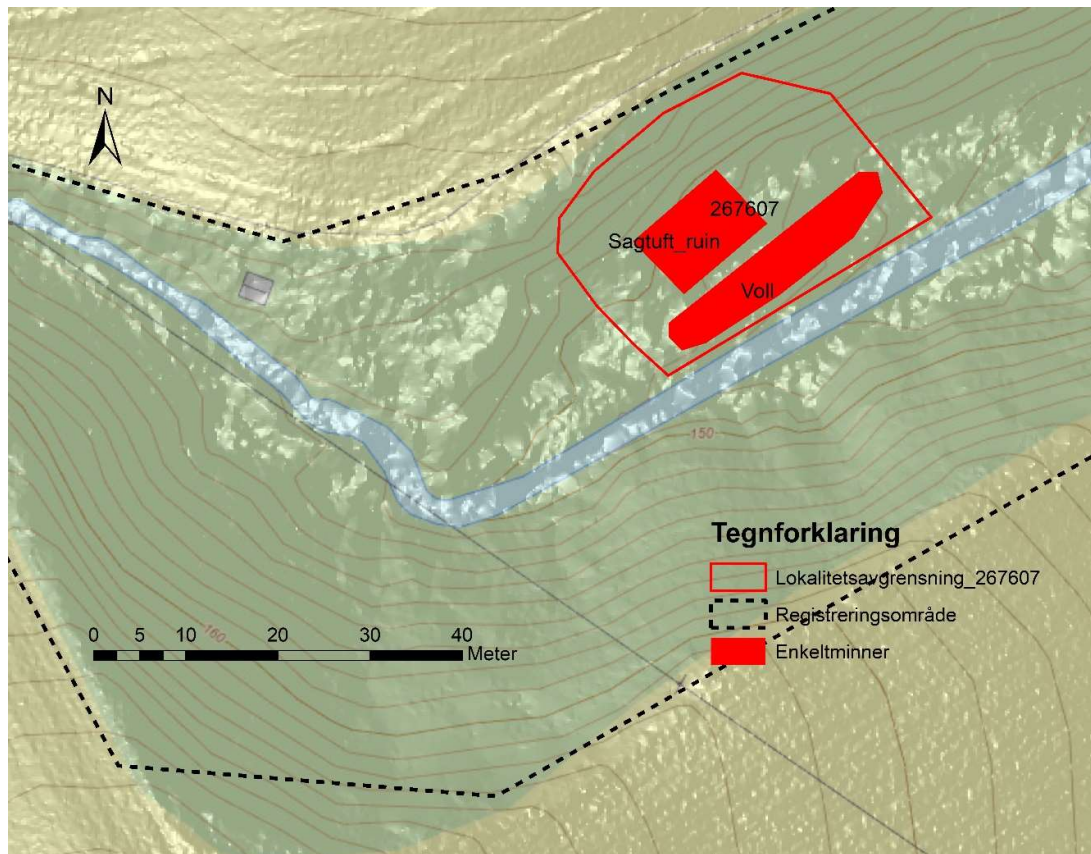 N
267607
Sagtuft_ruin
Voll
150
Tegnforklaring
Lokalitetsavgrensning_267607
Registreringsområde
Enkeltminner
160
0 5 10 20 30 40
Meter